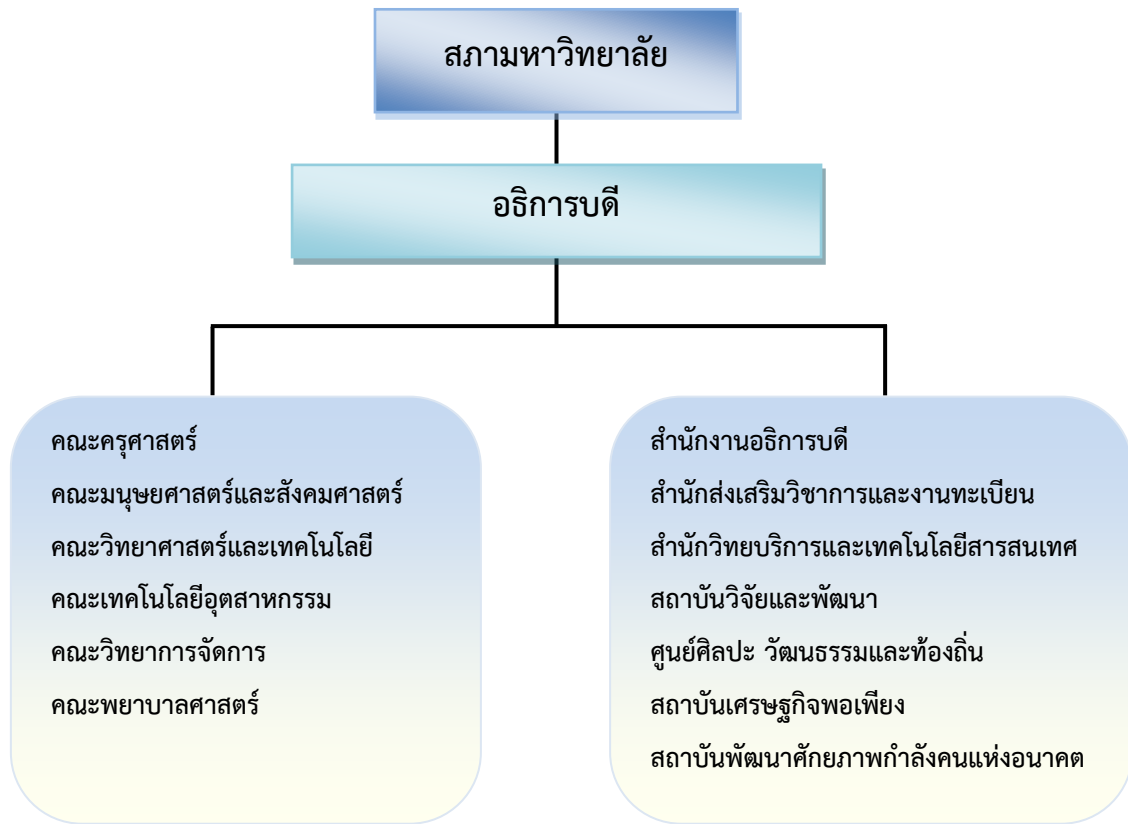 สภามหาวิทยาลัย
อธิการบดี
คณะครุศาสตร์
คณะมนุษยศาสตร์และสังคมศาสตร์
คณะวิทยาศาสตร์และเทคโนโลยี
คณะเทคโนโลยีอุตสาหกรรม
คณะวิทยาการจัดการ
คณะพยาบาลศาสตร์
สำนักงานอธิการบดี
สำนักส่งเสริมวิชาการและงานทะเบียน
สำนักวิทยบริการและเทคโนโลยีสารสนเทศ
สถาบันวิจัยและพัฒนา
ศูนย์ศิลปะ วัฒนธรรมและท้องถิ่น
สถาบันเศรษฐกิจพอเพียง
สถาบันพัฒนาศักยภาพกำลังคนแห่งอนาคต